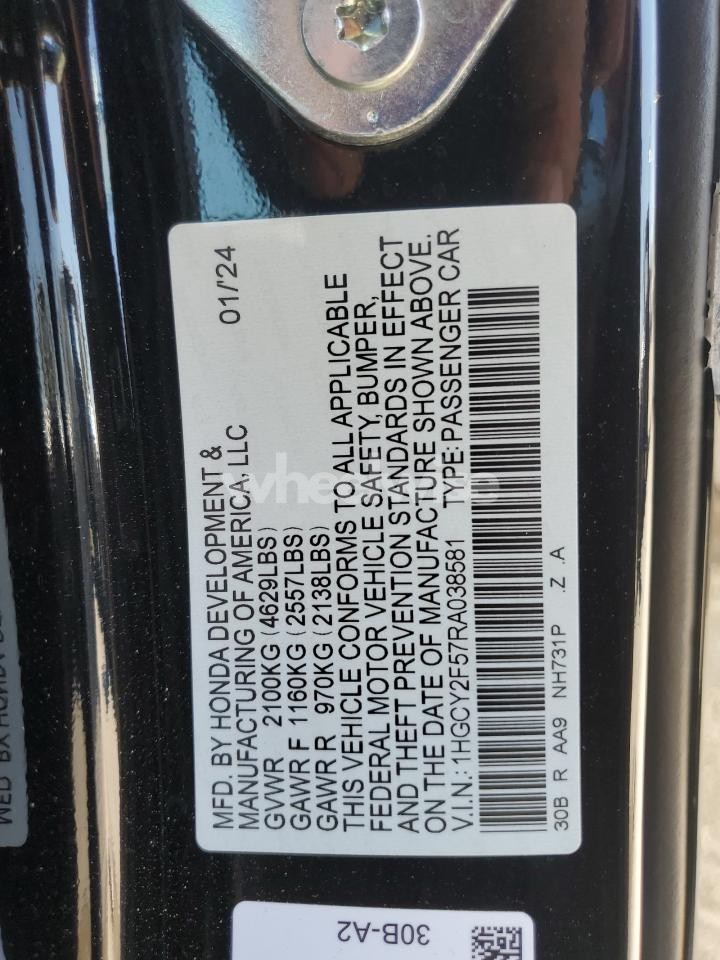 MFD. BY HONDA DEVELOPMENT & 01/'24
MANUFACTURING OF AMERICA, LLC
GVWR 2100KG (4629LBS)
GAWR F 1160KG (2557LBS)
GAWR R 970KG (2138LBS)
THIS VEHICLE CONFORMS TO ALL APPLICABLE
FEDERAL MOTOR VEHICLE SAFETY, BUMPER,
AND THEFT PREVENTION STANDARDS IN EFFECT
ON THE DATE OF MANUFACTURE SHOWN ABOVE.
V.I.N.: 1HGCY2F57RA038581 TYPE: PASSENGER CAR
30B R AA9 NH731P .Z .A
30B-A2